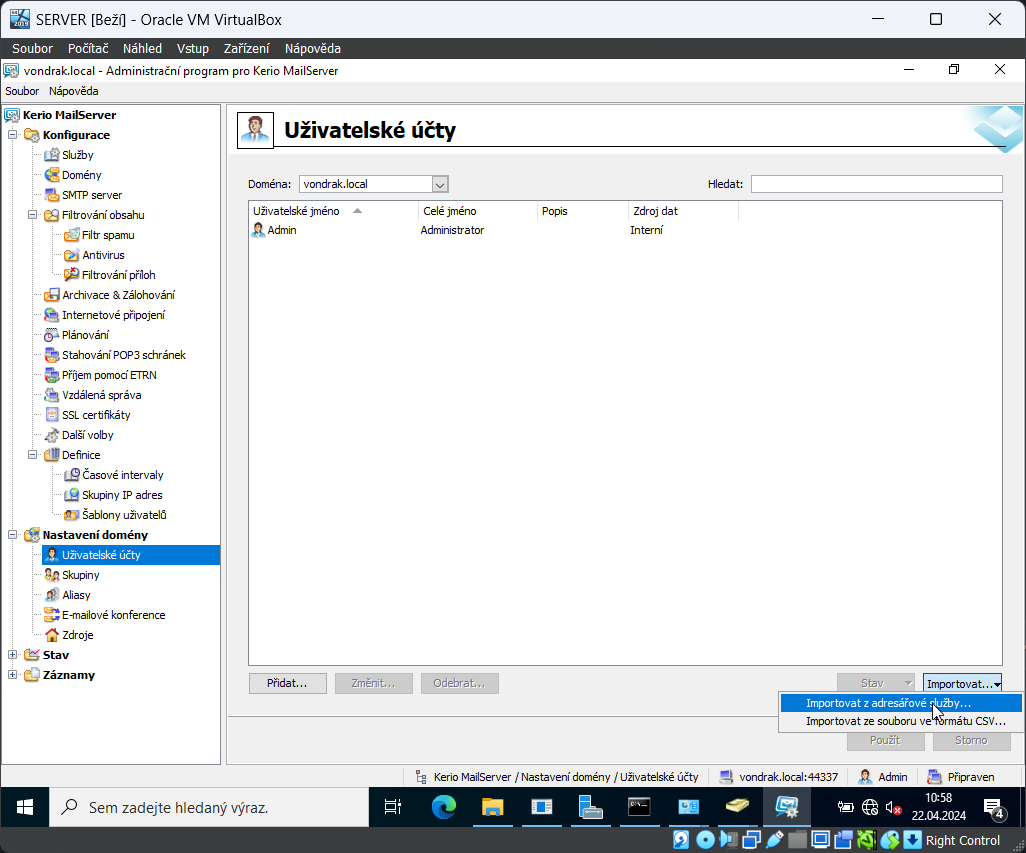 SERVER [Beží] - Oracle VM VirtualBox
Soubor Počítač Náhled Vstup Zařízení Nápověda
vondrak.local - Administrační program pro Kerio MailServer
Soubor Nápověda
Kerio MailServer
Konfigurace
Služby
Domény
SMTP server
Filtrování obsahu
Filtr spamu
Antivirus
Filtrování příloh
Archivace & Zálohování
Internetové připojení
Plánování
Stahování POP3 schránek
Příjem pomocí ETRN
Vzdálená správa
SSL certifikáty
Další volby
Definice
Časové intervaly
Skupiny IP adres
Šablony uživatelů
Nastavení domény
Uživatelské účty
Skupiny
Aliasy
E-mailové konference
Zdroje
Stav
Záznamy
Uživatelské účty
Doména: vondrak.local Hledat:
Uživatelské jméno Celé jméno Popis Zdroj dat
Admin Administrator Interní
Přidat... Změnit... Odebrat... Stav Importovat...
Importovat z adresářové služby...
Importovat ze souboru ve formátu CSV...
Použít Storno
Kerio MailServer / Nastavení domény / Uživatelské účty vondrak.local:44337 Admin Připraven
Sem zadejte hledaný výraz.
10:58
22.04.2024
4
Right Control